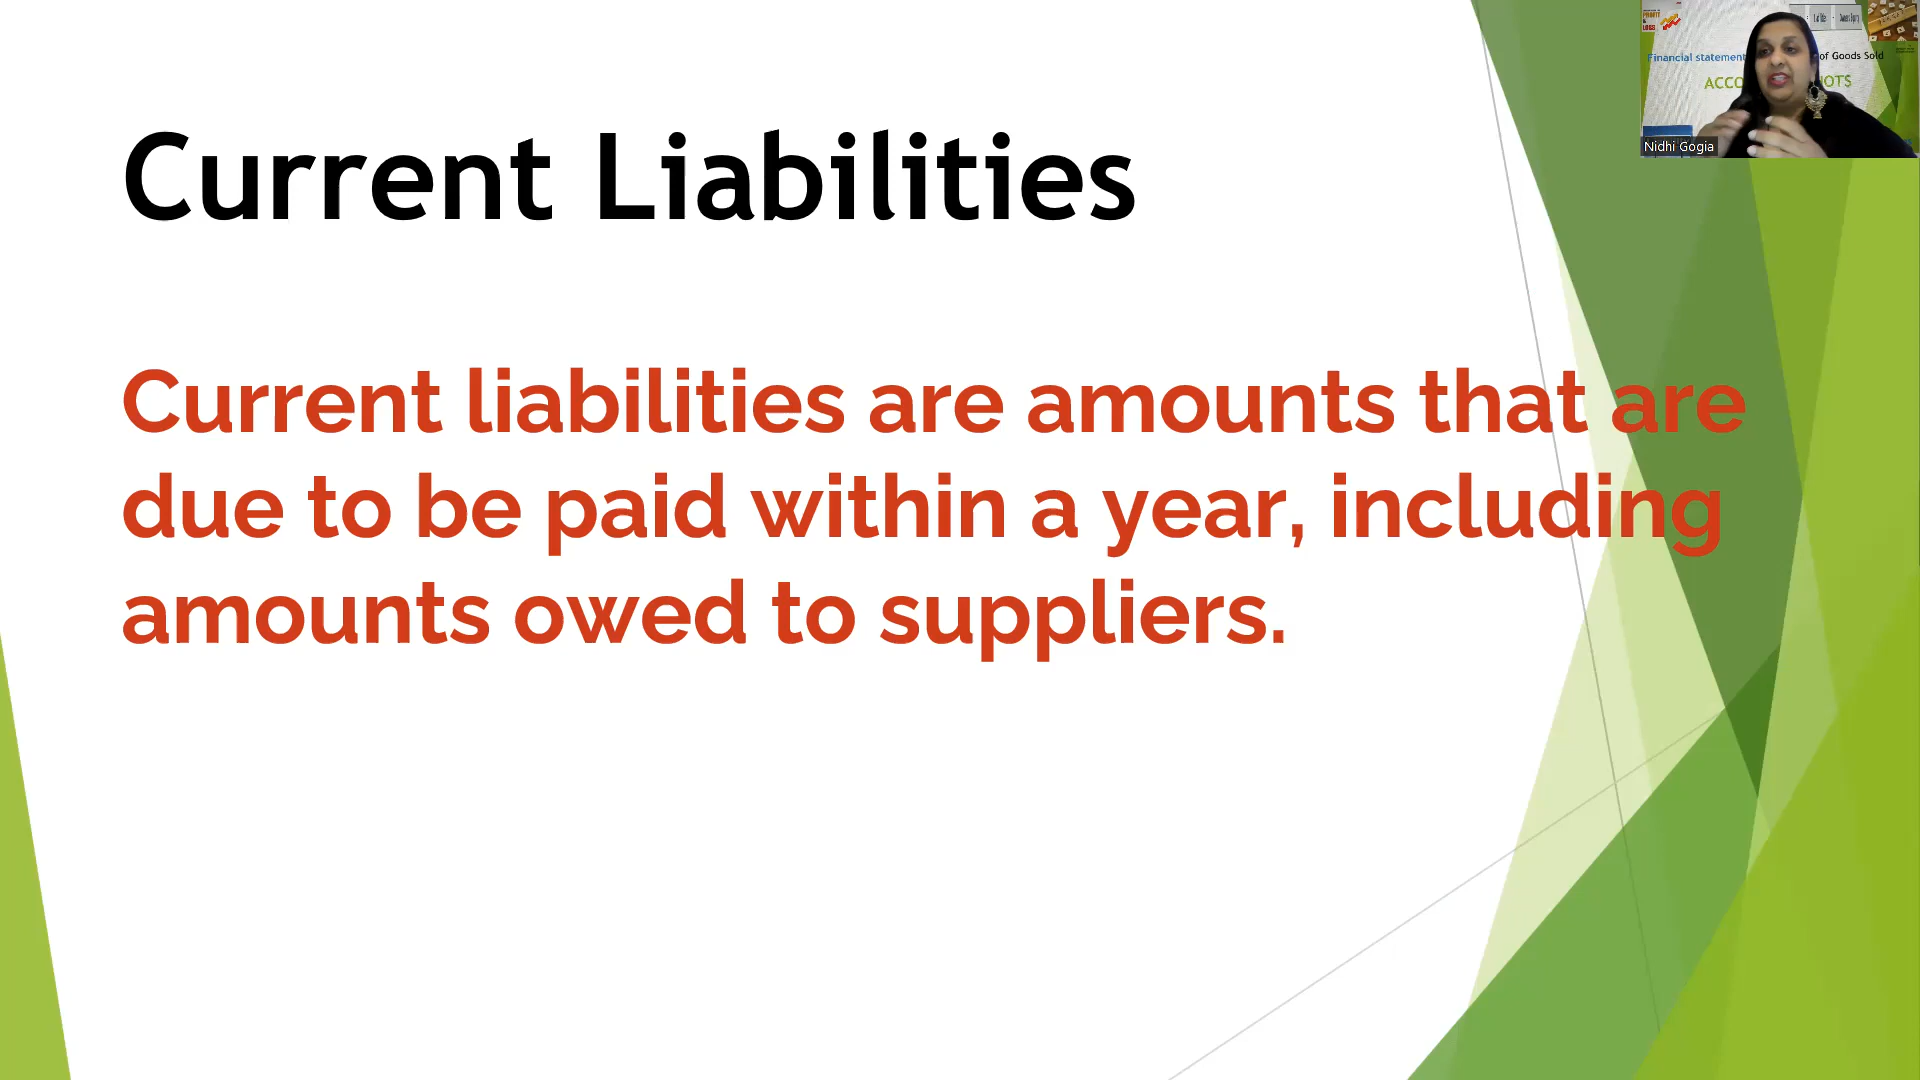 Current Liabilities
Current liabilities are amounts that are
due to be paid within a year, including
amounts owed to suppliers.
Financial statement
of Goods Sold
Nidhi Gogia